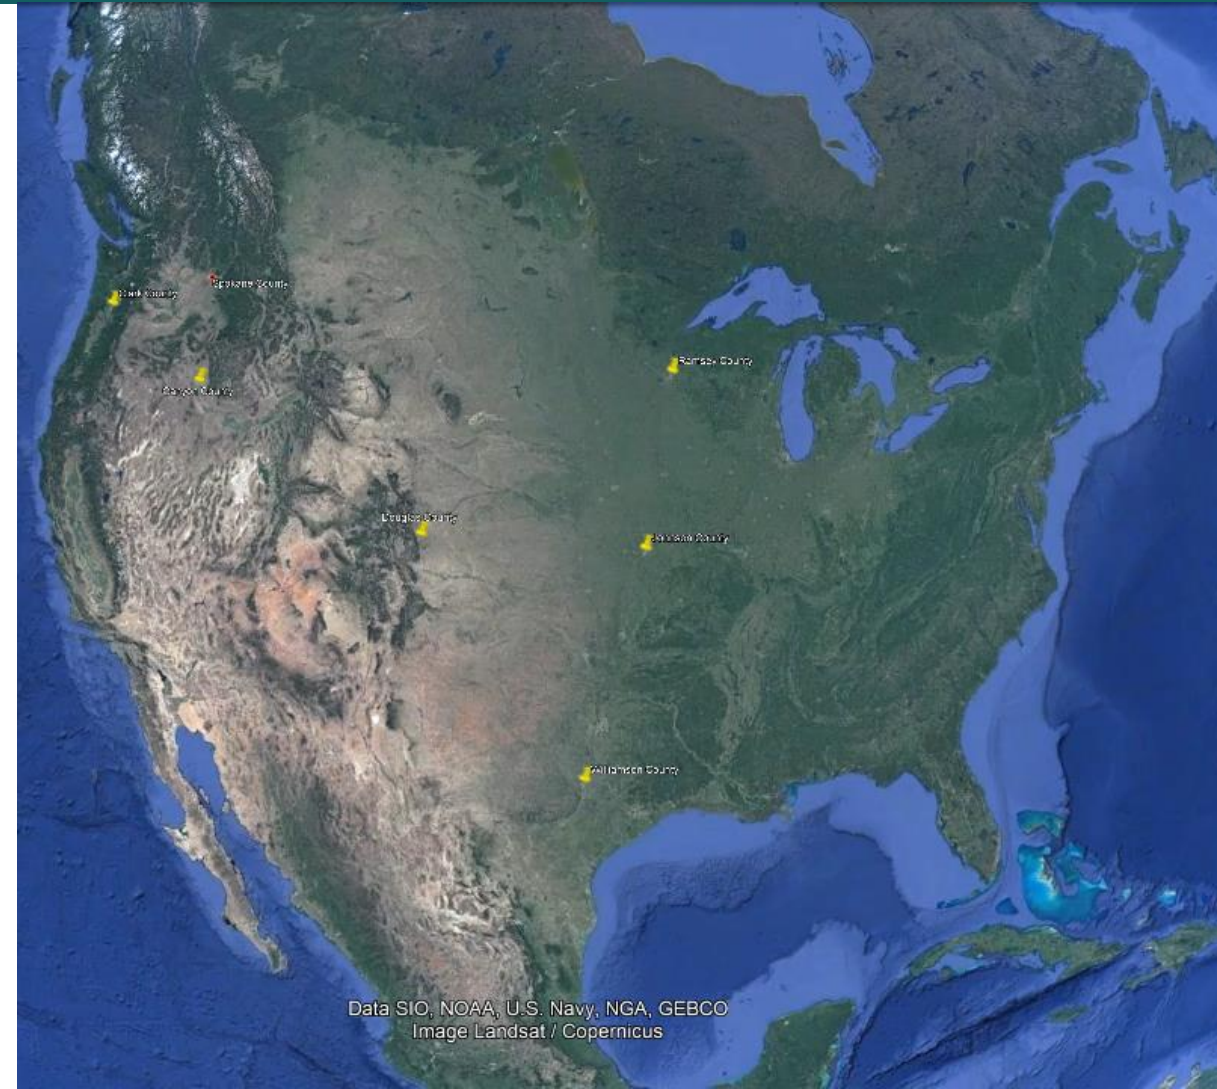 Spokane County
Clark County
Ramsey County
Canyon County
Douglas County
Johnson County
Williamson County
Data SIO, NOAA, U.S. Navy, NGA, GEBCO
Image Landsat / Copernicus